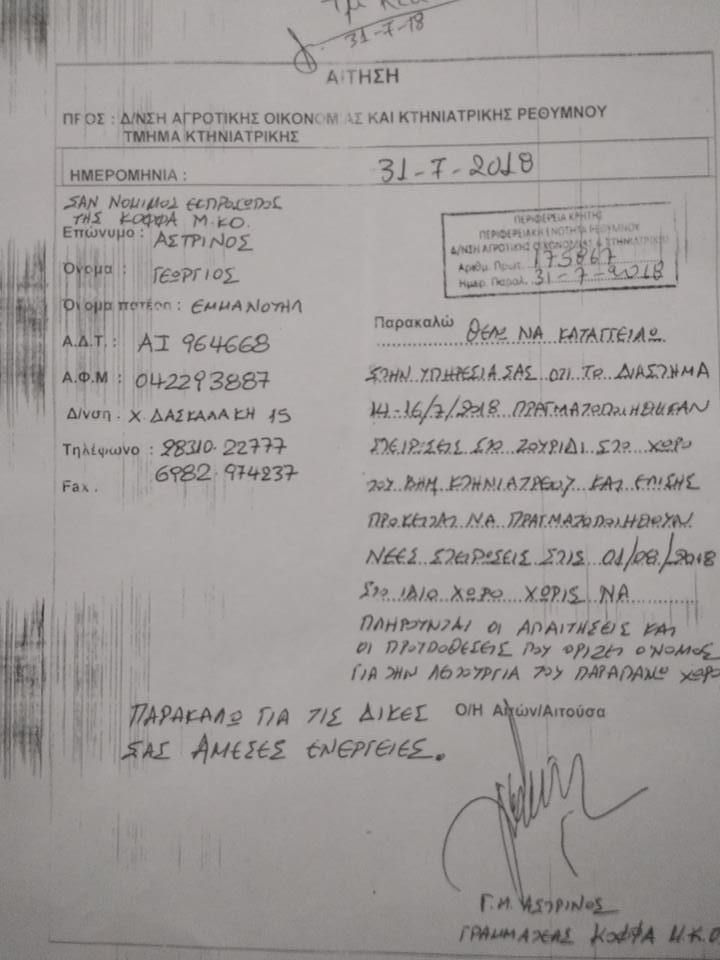 31-7-18
ΑΙΤΗΣΗ
ΠΡΟΣ : Δ/ΝΣΗ ΑΓΡΟΤΙΚΗΣ ΟΙΚΟΝΟΜΙΑΣ ΚΑΙ ΚΤΗΝΙΑΤΡΙΚΗΣ ΡΕΘΥΜΝΟΥ
ΤΜΗΜΑ ΚΤΗΝΙΑΤΡΙΚΗΣ
ΗΜΕΡΟΜΗΝΙΑ : 31-7-2018
ΣΑΝ ΝΟΜΙΜΟΣ ΕΚΠΡΟΣΩΠΟΣ
ΤΗΣ ΚΟΦΦΑ Μ.ΚΟ.
Επώνυμο : ΑΣΤΡΙΝΟΣ
Όνομα : ΓΕΩΡΓΙΟΣ
Όνομα πατέρα : ΕΜΜΑΝΟΥΗΛ
Α.Δ.Τ. : ΑΙ 964668
Α.Φ.Μ : 042293887
Δ/νση . Χ. ΔΑΣΚΑΛΑΚΗ 15
Τηλέφωνο : 28310-22777
6982-974237
Fax .
ΠΕΡΙΦΕΡΕΙΑ ΚΡΗΤΗΣ
ΠΕΡΙΦΕΡΕΙΑΚΗ ΕΝΟΤΗΤΑ ΡΕΘΥΜΝΟΥ
Δ/ΝΣΗ ΑΓΡΟΤΙΚΗΣ ΟΙΚΟΝΟΜΙΑΣ & ΚΤΗΝΙΑΤΡΙΚΗΣ
Αριθμ. Πρωτ. 175867
Ημερ. Παραλ. 31-7-2018
Παρακαλώ ΘΕΛΩ ΝΑ ΚΑΤΑΓΓΕΙΛΩ
ΣΤΗΝ ΥΠΗΡΕΣΙΑ ΣΑΣ ΟΤΙ ΤΟ ΔΙΑΣΤΗΜΑ
14-16/7/2018 ΠΡΑΓΜΑΤΟΠΟΙΗΘΗΚΑΝ
ΣΤΕΙΡΩΣΕΙΣ ΣΤΟ ΖΟΥΡΙΔΙ ΣΤΟ ΧΩΡΟ
ΤΟΥ ΔΗΜ. ΚΤΗΝΙΑΤΡΕΙΟΥ ΚΑΙ ΕΠΙΣΗΣ
ΠΡΟΚΕΙΤΑΙ ΝΑ ΠΡΑΓΜΑΤΟΠΟΙΗΘΟΥΝ
ΝΕΕΣ ΣΤΕΙΡΩΣΕΙΣ ΣΤΙΣ 01/08/2018
ΣΤΟ ΙΔΙΟ ΧΩΡΟ ΧΩΡΙΣ ΝΑ
ΠΛΗΡΟΥΝΤΑΙ ΟΙ ΑΠΑΙΤΗΣΕΙΣ ΚΑΙ
ΟΙ ΠΡΟΥΠΟΘΕΣΕΙΣ ΠΟΥ ΟΡΙΖΕΙ Ο ΝΟΜΟΣ
ΓΙΑ ΤΗΝ ΛΕΙΤΟΥΡΓΙΑ ΤΟΥ ΠΑΡΑΠΑΝΩ ΧΩΡΟ
ΠΑΡΑΚΑΛΩ ΓΙΑ ΤΙΣ ΔΙΚΕΣ
ΣΑΣ ΑΜΕΣΕΣ ΕΝΕΡΓΕΙΕΣ.
Ο/Η Αιτών/Αιτούσα
Γ.Μ. ΑΣΤΡΙΝΟΣ
ΓΡΑΜΜΑΤΕΑΣ ΚΟΦΦΑ Μ.Κ.Ο